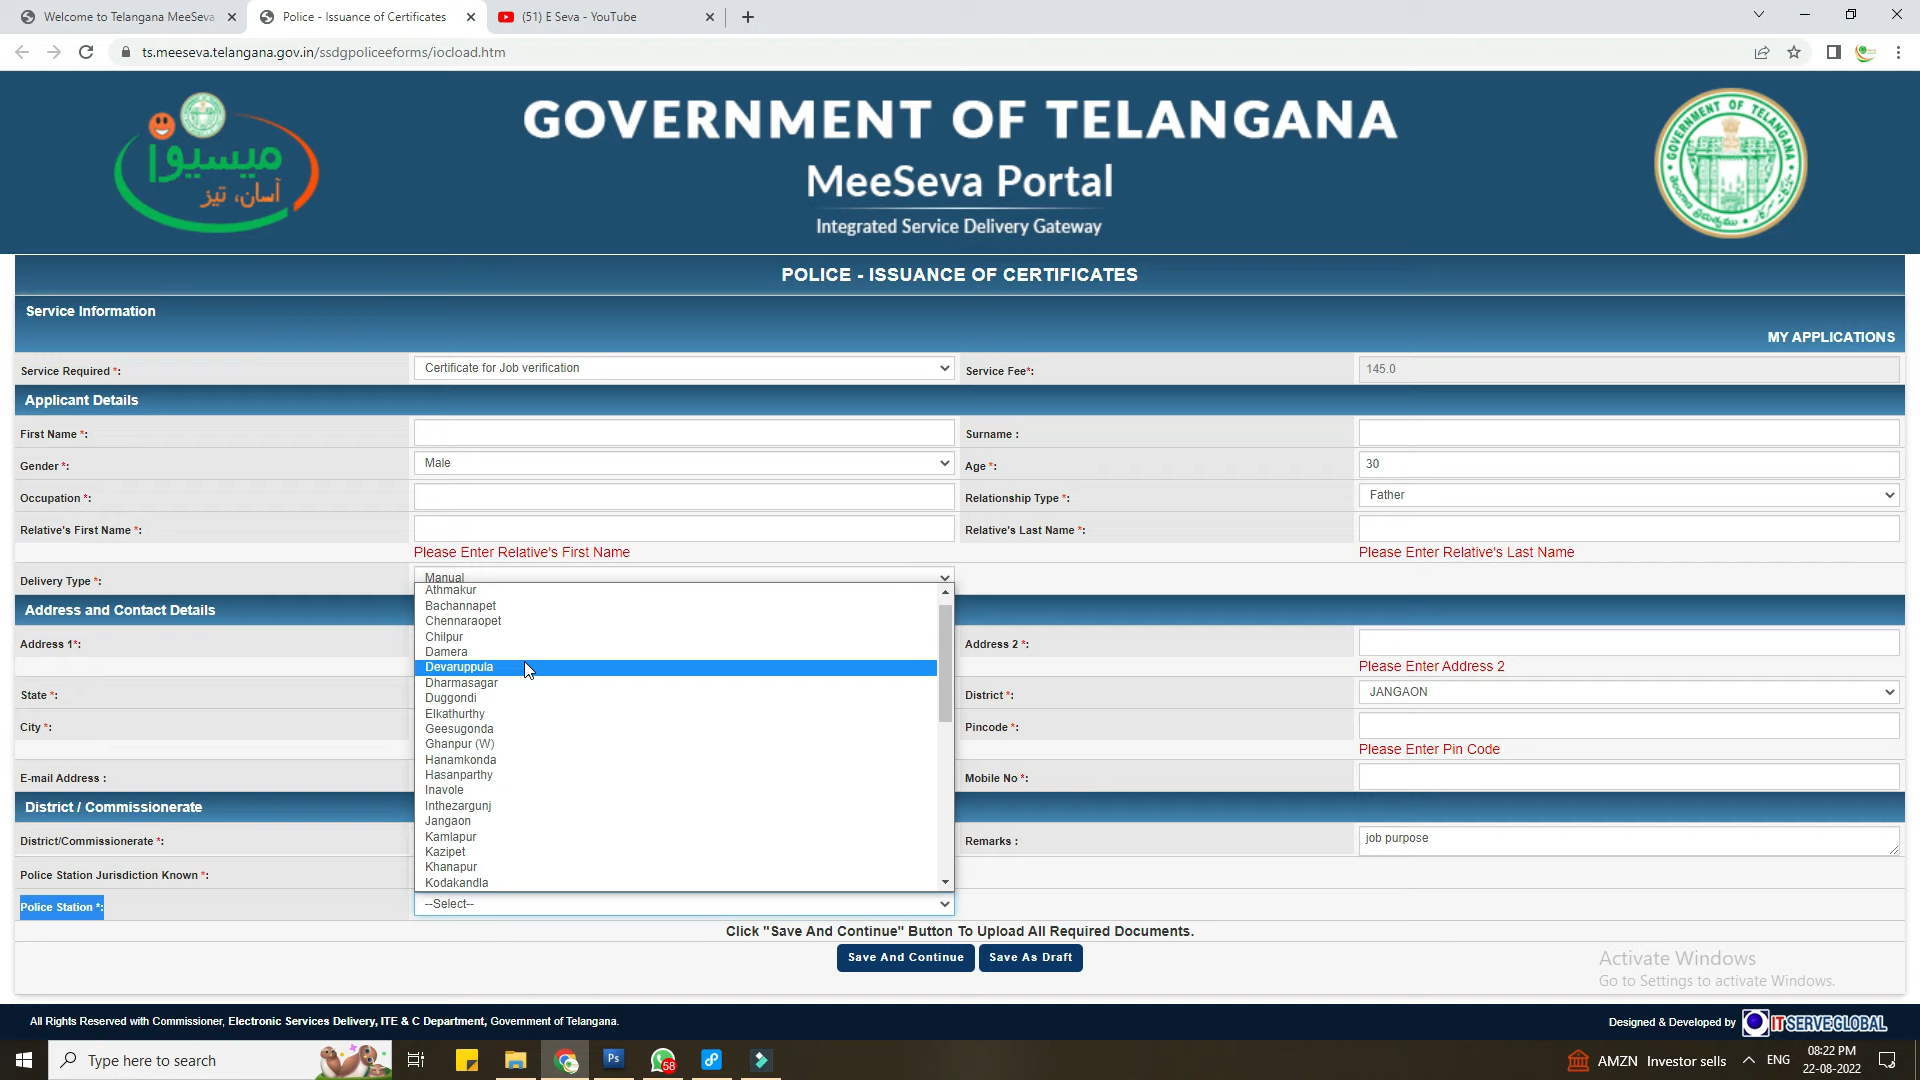 Welcome to Telangana MeeSeva
Police - Issuance of Certificates
(51) E Seva - YouTube
ts.meeseva.telangana.gov.in/ssdgpoliceeforms/iocload.htm
میسیوا
آسان، تیز
GOVERNMENT OF TELANGANA
MeeSeva Portal
Integrated Service Delivery Gateway
GOVERNMENT OF TELANGANA
POLICE - ISSUANCE OF CERTIFICATES
Service Information
MY APPLICATIONS
Service Required *: Certificate for Job verification Service Fee*: 145.0
Applicant Details
First Name *: Surname :
Gender *: Male Age *: 30
Occupation *: Relationship Type *: Father
Relative's First Name *: Relative's Last Name *:
Please Enter Relative's First Name Please Enter Relative's Last Name
Delivery Type *: Manual
Address and Contact Details
Address 1*: Address 2 *:
Please Enter Address 2
State *: District *: JANGAON
City *: Pincode *:
Please Enter Pin Code
E-mail Address : Mobile No *:
District / Commissionerate
District/Commissionerate *: Remarks : job purpose
Police Station Jurisdiction Known *:
Police Station *: --Select--
Athmakur
Bachannapet
Chennaraopet
Chilpur
Damera
Devaruppula
Dharmasagar
Duggondi
Elkathurthy
Geesugonda
Ghanpur (W)
Hanamkonda
Hasanparthy
Inavole
Inthezargunj
Jangaon
Kamlapur
Kazipet
Khanapur
Kodakandla
Click "Save And Continue" Button To Upload All Required Documents.
Save And Continue Save As Draft
Activate Windows
Go to Settings to activate Windows.
All Rights Reserved with Commissioner, Electronic Services Delivery, ITE & C Department, Government of Telangana.
Designed & Developed by ITSERVEGLOBAL
Type here to search
Ps
58
AMZN Investor sells
ENG
08:22 PM
22-08-2022